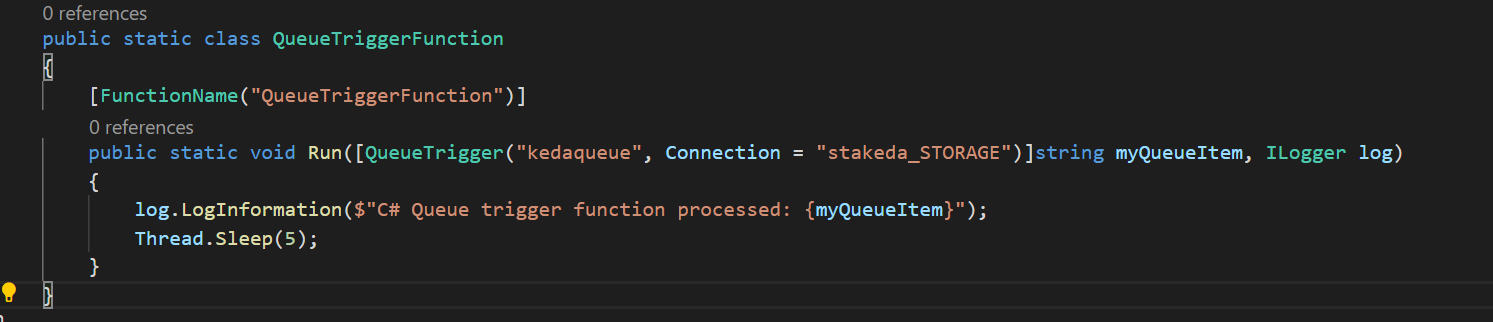 0 references
public static class QueueTriggerFunction
{
[FunctionName("QueueTriggerFunction")]
0 references
public static void Run([QueueTrigger("kedaqueue", Connection = "stakeda_STORAGE")]string myQueueItem, ILogger log)
{
log.LogInformation($"C# Queue trigger function processed: {myQueueItem}");
Thread.Sleep(5);
}
}